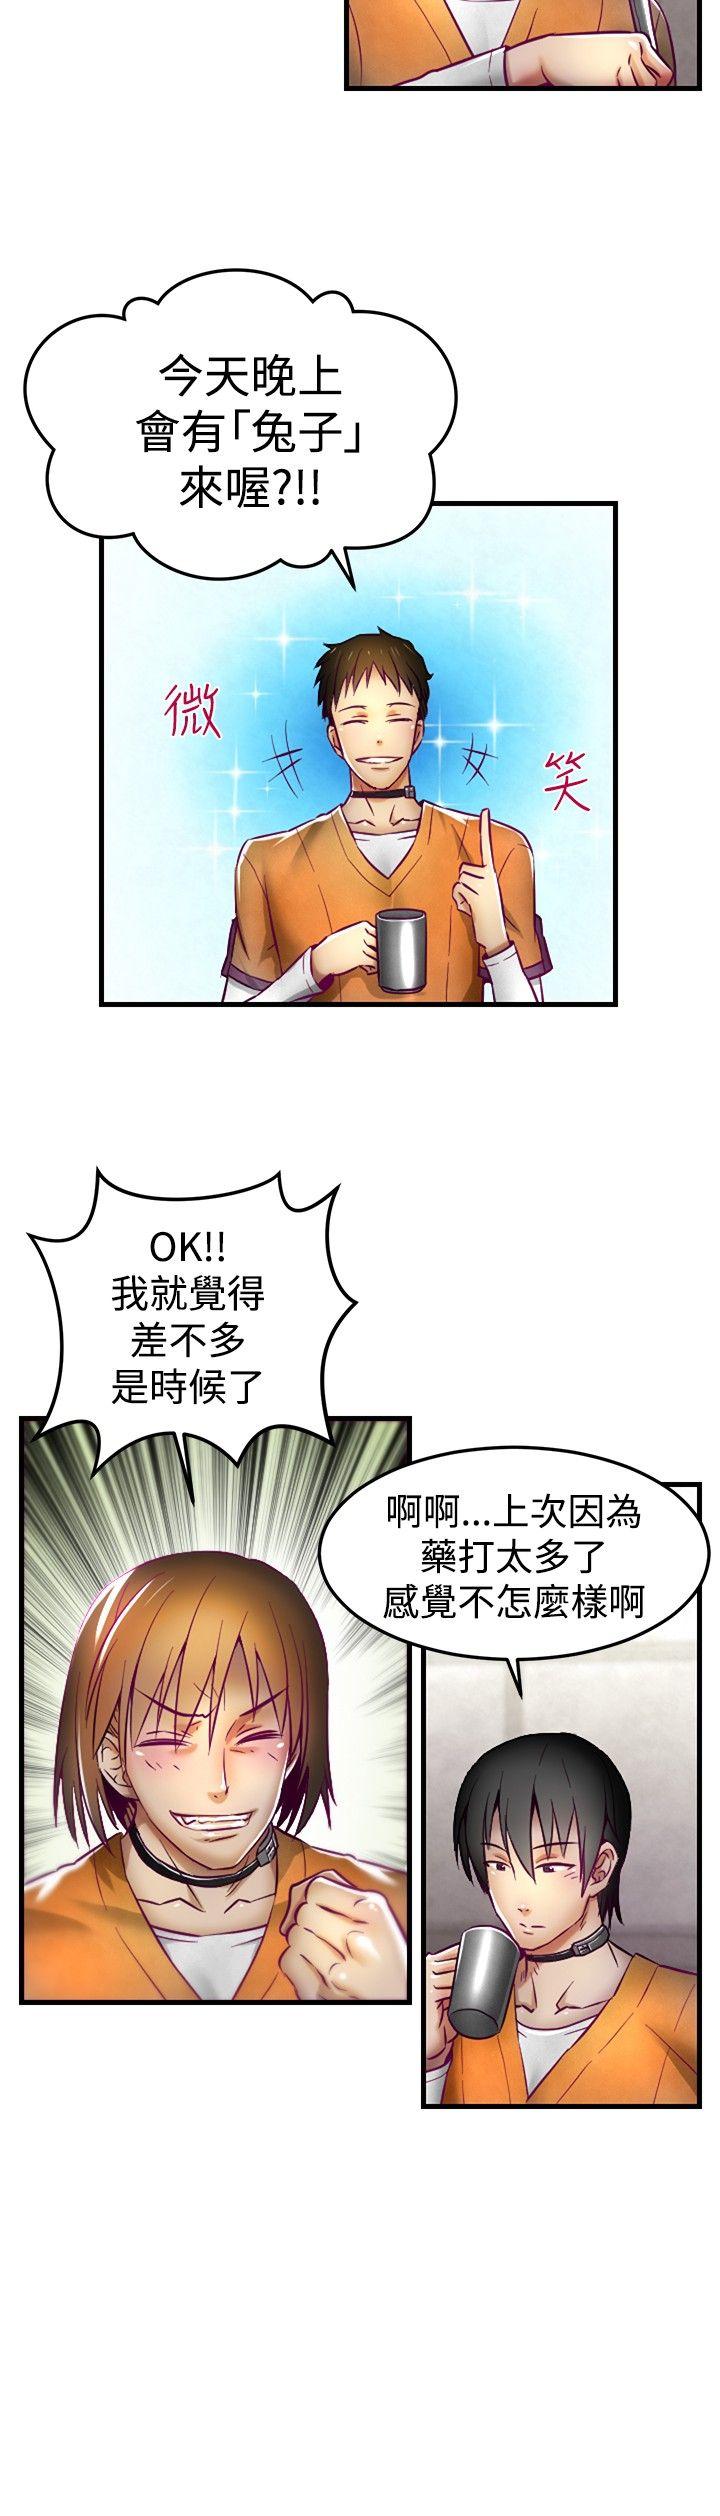 今天晚上
會有「兔子」
來喔?!!
微
笑
OK!!
我就覺得
差不多
是時候了
啊啊...上次因為
藥打太多了
感覺不怎麼樣啊